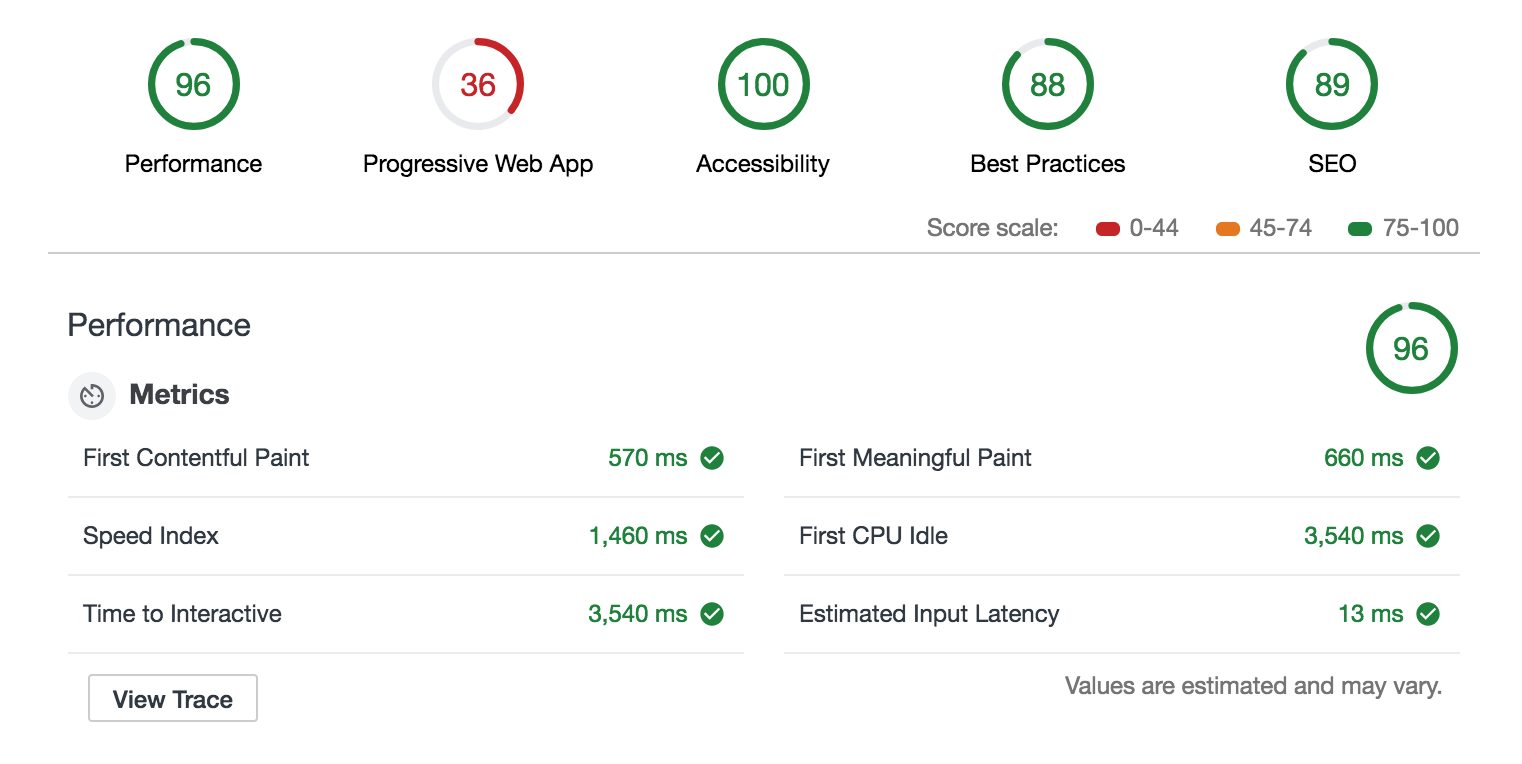 96 36 100 88 89
Performance Progressive Web App Accessibility Best Practices SEO
Score scale: 0-44 45-74 75-100
Performance 96
Metrics
First Contentful Paint 570 ms First Meaningful Paint 660 ms
Speed Index 1,460 ms First CPU Idle 3,540 ms
Time to Interactive 3,540 ms Estimated Input Latency 13 ms
View Trace Values are estimated and may vary.